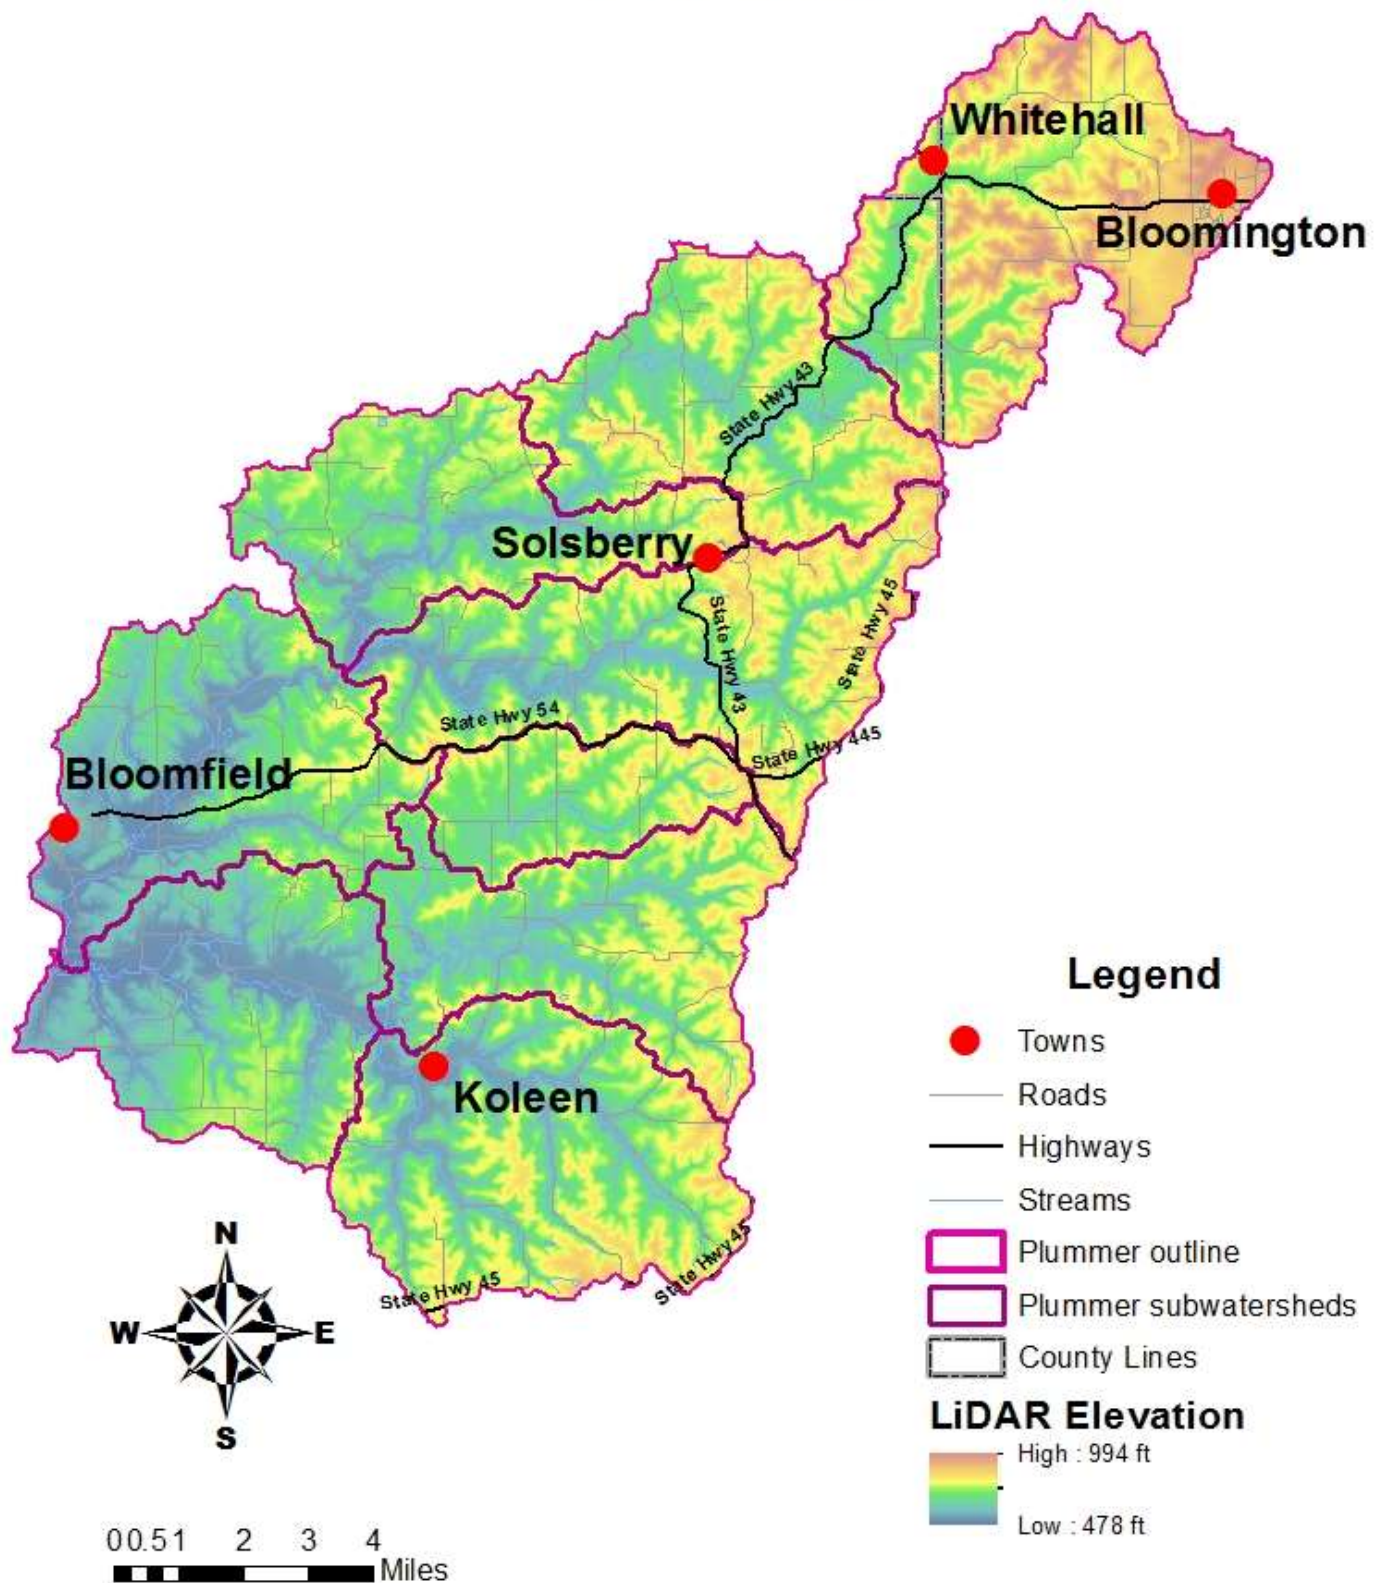 Whitehall
Bloomington
State Hwy 43
Solsberry
State Hwy 45
State Hwy 43
State Hwy 54
State Hwy 445
Bloomfield
Koleen
State Hwy 45
State Hwy 45
N
W
E
S
Legend
Towns
Roads
Highways
Streams
Plummer outline
Plummer subwatersheds
County Lines
LiDAR Elevation
High : 994 ft
Low : 478 ft
0 0.5 1 2 3 4
Miles